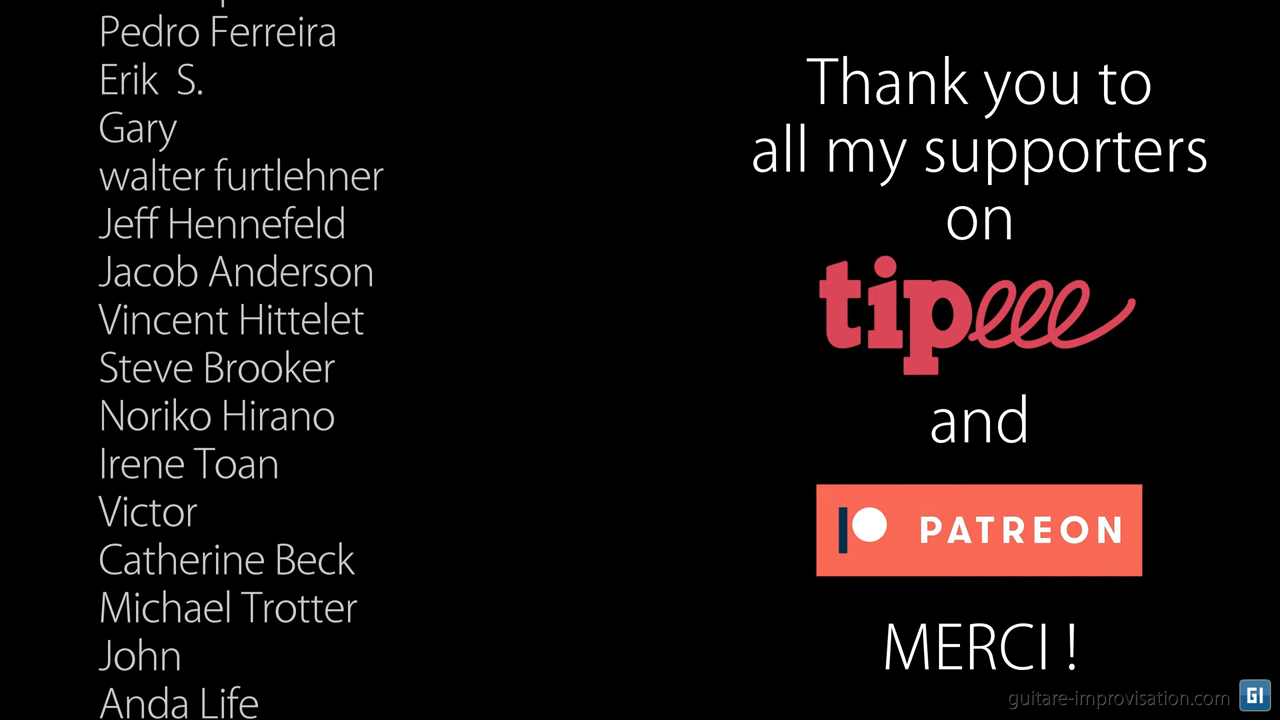 Pedro Ferreira
Erik S.
Gary
walter furtlehner
Jeff Hennefeld
Jacob Anderson
Vincent Hittelet
Steve Brooker
Noriko Hirano
Irene Toan
Victor
Catherine Beck
Michael Trotter
John
Anda Life
Thank you to
all my supporters
on
tipeee
and
PATREON
MERCI !
guitare-improvisation.com GI